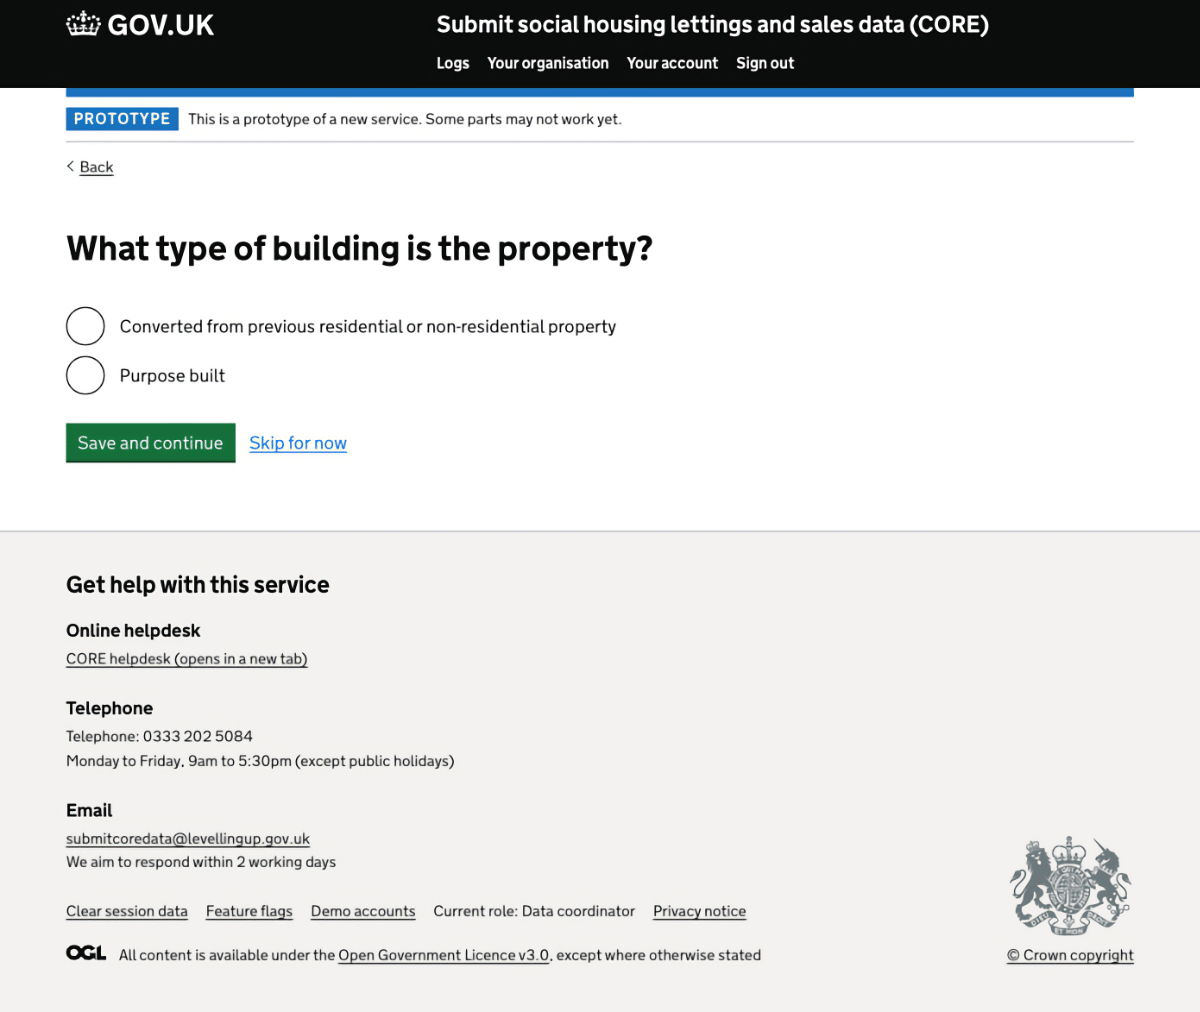 GOV.UK
Submit social housing lettings and sales data (CORE)
Logs Your organisation Your account Sign out
PROTOTYPE This is a prototype of a new service. Some parts may not work yet.
Back
What type of building is the property?
Converted from previous residential or non-residential property
Purpose built
Save and continue Skip for now
Get help with this service
Online helpdesk
CORE helpdesk (opens in a new tab)
Telephone
Telephone: 0333 202 5084
Monday to Friday, 9am to 5:30pm (except public holidays)
Email
submitcoredata@levellingup.gov.uk
We aim to respond within 2 working days
Clear session data Feature flags Demo accounts Current role: Data coordinator Privacy notice
OGL All content is available under the Open Government Licence v3.0, except where otherwise stated
© Crown copyright